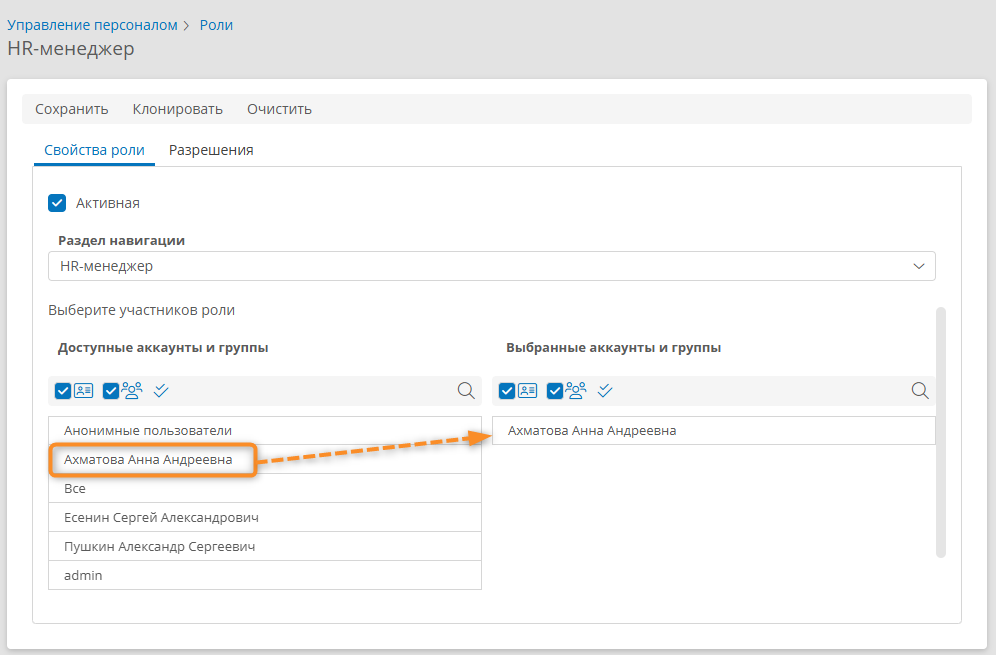 Управление персоналом > Роли
HR-менеджер
Сохранить Клонировать Очистить
Свойства роли Разрешения
Активная
Раздел навигации
HR-менеджер
Выберите участников роли
Доступные аккаунты и группы Выбранные аккаунты и группы
Анонимные пользователи Ахматова Анна Андреевна
Ахматова Анна Андреевна
Все
Есенин Сергей Александрович
Пушкин Александр Сергеевич
admin